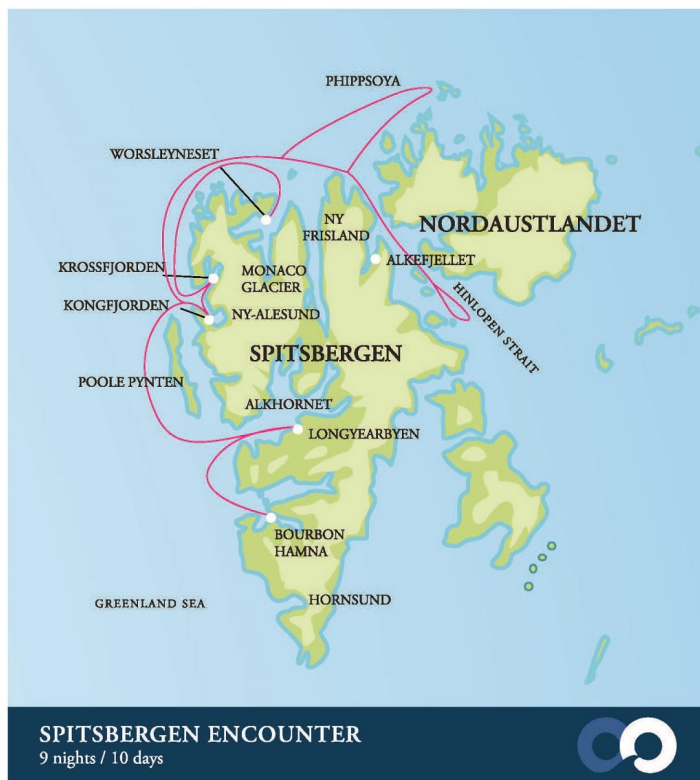 PHIPPSOYA
WORSLEYNESET
NY
FRISLAND
NORDAUSTLANDET
ALKEFJELLET
KROSSFJORDEN
MONACO
GLACIER
HINLOPEN STRAIT
KONGFJORDEN
NY-ALESUND
SPITSBERGEN
POOLE PYNTEN
ALKHORNET
LONGYEARBYEN
BOURBON
HAMNA
GREENLAND SEA
HORNSUND
SPITSBERGEN ENCOUNTER
9 nights / 10 days